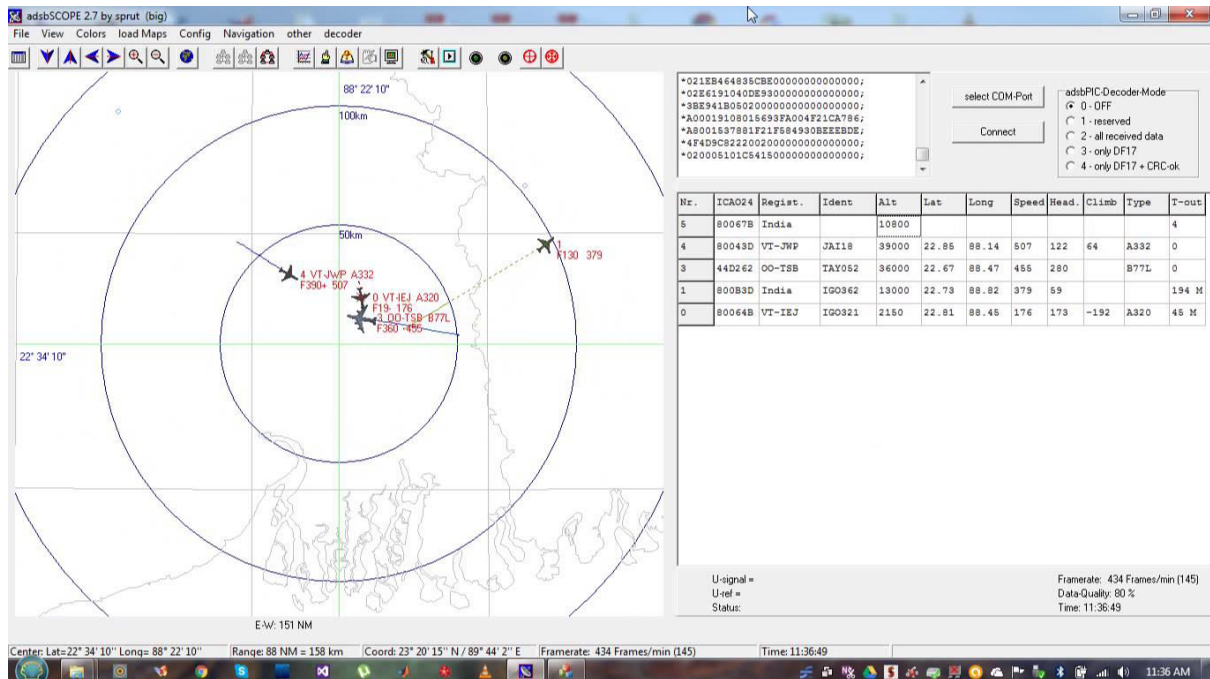 adsbSCOPE 2.7 by sprut (big)
File View Colors load Maps Config Navigation other decoder
88° 22' 10"
100km
50km
1
F130 379
4 VT-JWP A332
F390+ 507
0 VT-IEJ A320
F19- 176
3 OO-TSB B77L
F360 455
22° 34' 10"
E-W: 151 NM
*021EB464835CBE00000000000000;
*02E6191040DE9300000000000000;
*3BE941B050200000000000000000;
*A00019108015693FA004F21CA786;
*A8001537881F21F584930BEEEBDE;
*4F4D9C8222002000000000000000;
*020005101C541500000000000000;
select COM-Port
Connect
adsbPIC-Decoder-Mode
0 - OFF
1 - reserved
2 - all received data
3 - only DF17
4 - only DF17 + CRC-ok
Nr. ICAO24 Regist. Ident Alt Lat Long Speed Head. Climb Type T-out
5 80067B India 10800 4
4 80043D VT-JWP JAI18 39000 22.85 88.14 507 122 64 A332 0
3 44D262 OO-TSB TAY052 36000 22.67 88.47 455 280 B77L 0
1 800B3D India IGO362 13000 22.73 88.82 379 59 194 M
0 80064B VT-IEJ IGO321 2150 22.81 88.45 176 173 -192 A320 45 M
U-signal =
U-ref =
Status:
Framerate: 434 Frames/min (145)
Data-Quality: 80 %
Time: 11:36:49
Center: Lat=22° 34' 10" Long= 88° 22' 10" Range: 88 NM = 158 km Coord: 23° 20' 15" N / 89° 44' 2" E Framerate: 434 Frames/min (145) Time: 11:36:49
11:36 AM